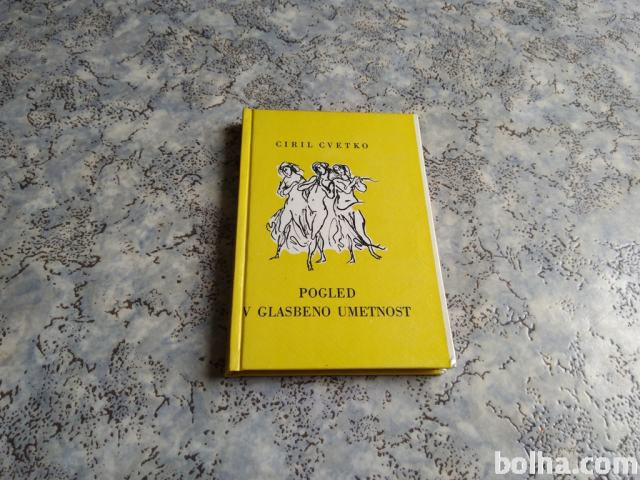 CIRIL CVETKO
POGLED
V GLASBENO UMETNOST
bolha.com